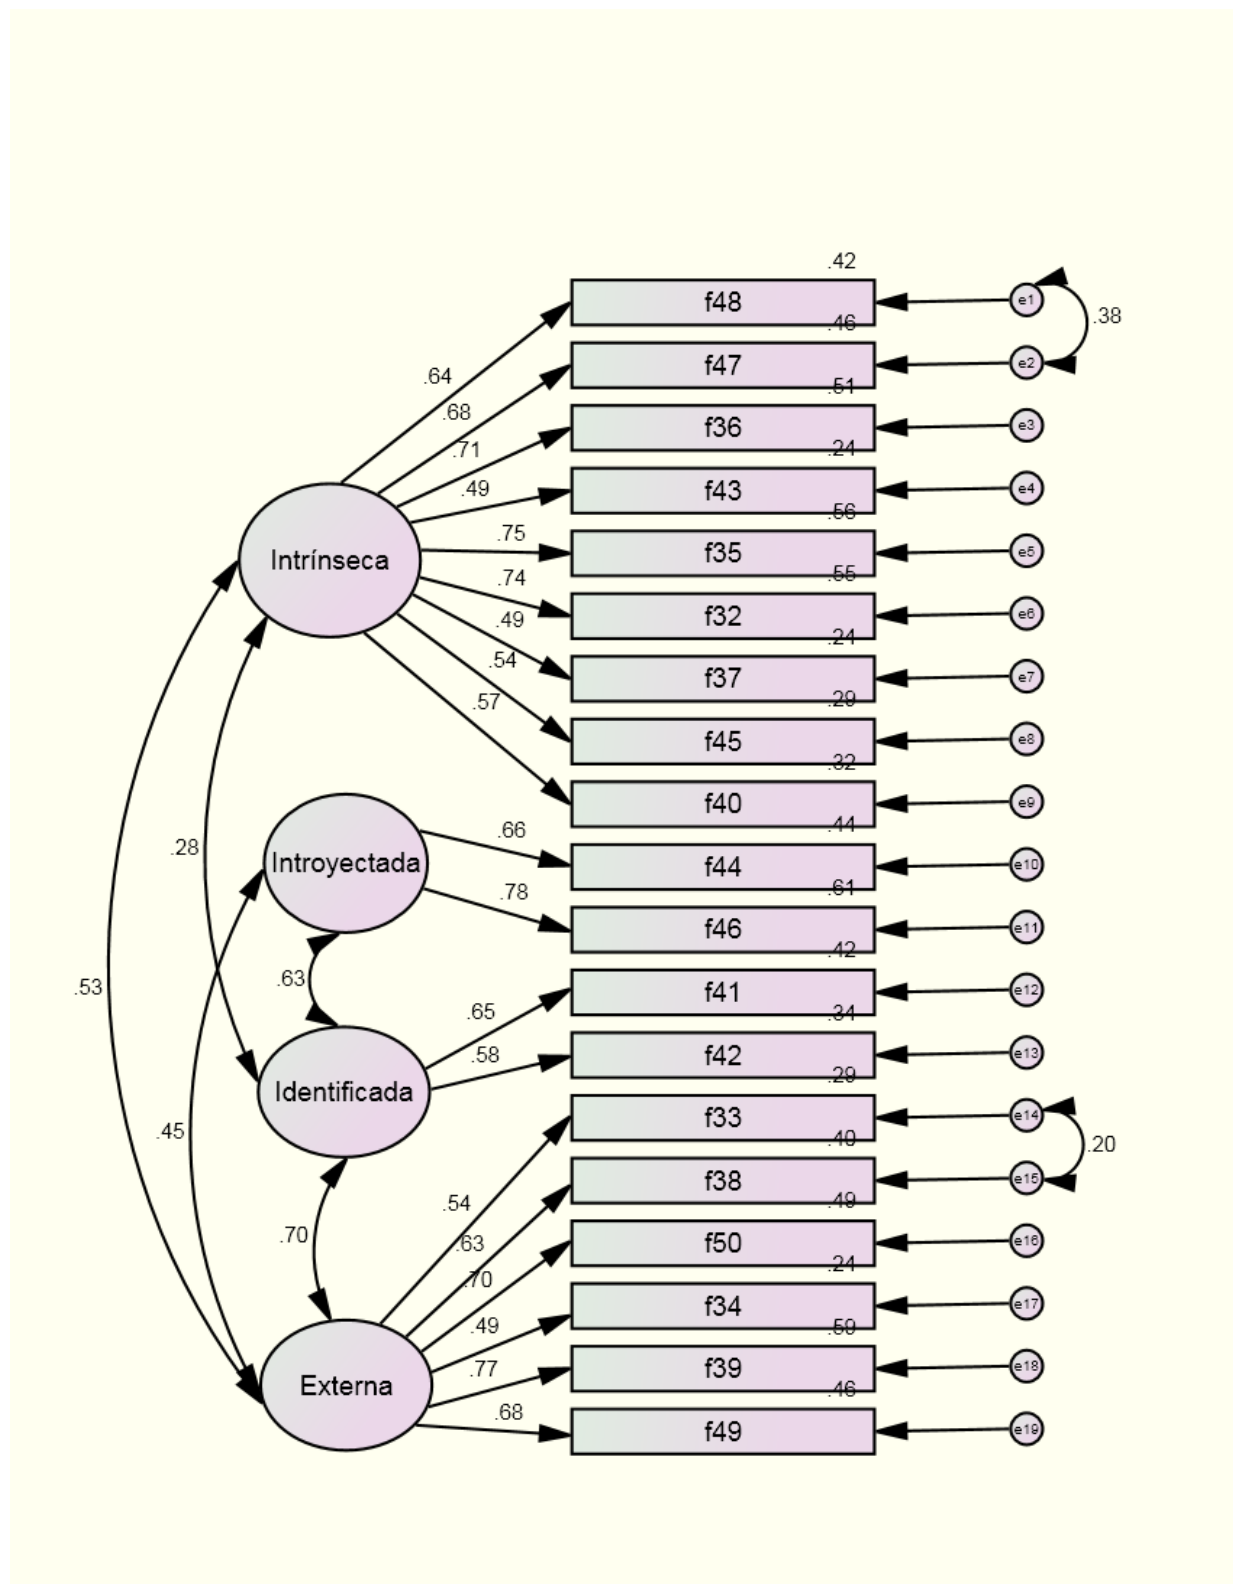 .42
f48
e1
.38
.46
.64
f47
e2
.51
.68
f36
e3
.24
.71
f43
e4
.49
.56
.75
f35
e5
Intrínseca
.55
.74
f32
e6
.24
.49
f37
e7
.54
.29
.57
f45
e8
.32
f40
e9
.44
.66
.28
Introyectada
f44
e10
.61
.78
f46
e11
.42
.63
.53
f41
e12
.65
.34
.58
f42
e13
.29
Identificada
f33
e14
.45
.40
.20
f38
e15
.54
.49
.70
.63
f50
e16
.24
.70
f34
e17
.49
.59
.77
f39
e18
Externa
.46
.68
f49
e19